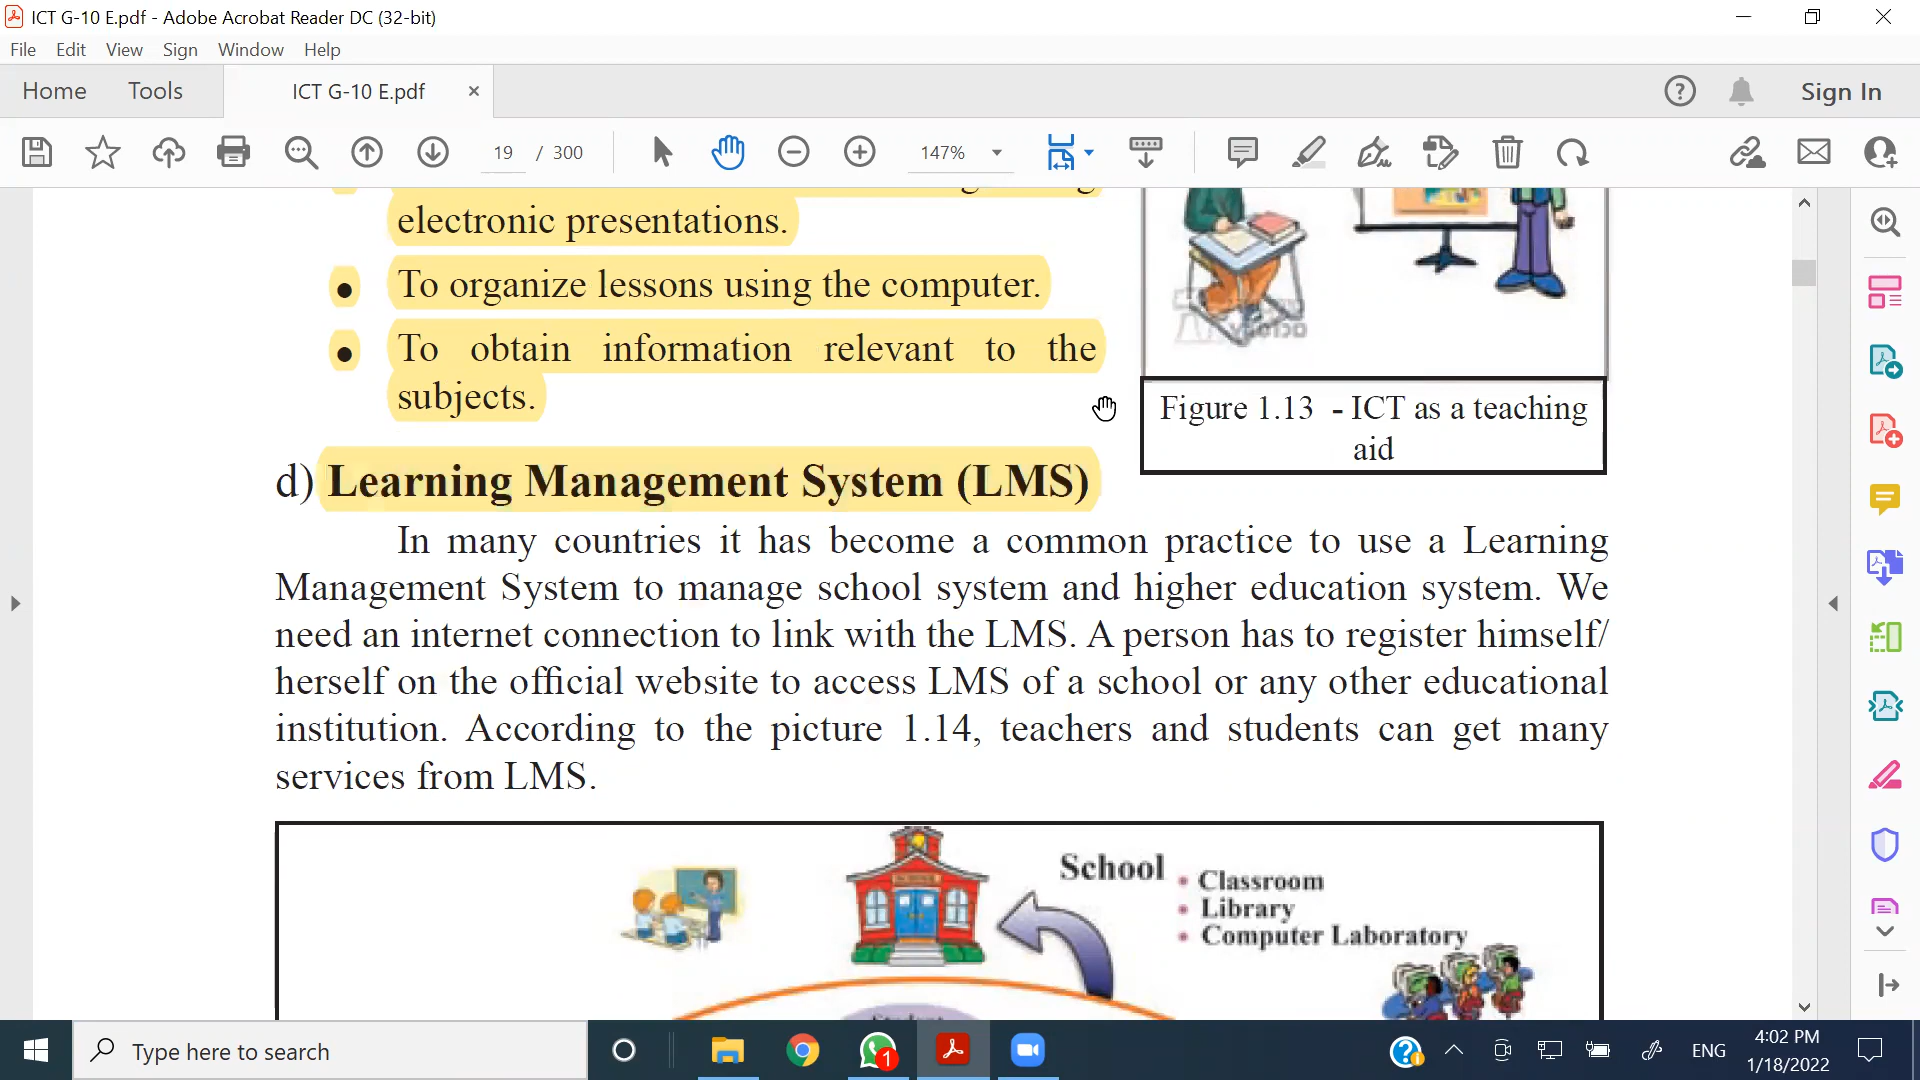 ICT G-10 E.pdf - Adobe Acrobat Reader DC (32-bit)
File Edit View Sign Window Help
Home Tools ICT G-10 E.pdf × Sign In
19 / 300 147%
electronic presentations.
• To organize lessons using the computer.
• To obtain information relevant to the
subjects.
Figure 1.13 - ICT as a teaching
aid
d) Learning Management System (LMS)
In many countries it has become a common practice to use a Learning
Management System to manage school system and higher education system. We
need an internet connection to link with the LMS. A person has to register himself/
herself on the official website to access LMS of a school or any other educational
institution. According to the picture 1.14, teachers and students can get many
services from LMS.
School
• Classroom
• Library
• Computer Laboratory
Type here to search
1
ENG
4:02 PM
1/18/2022